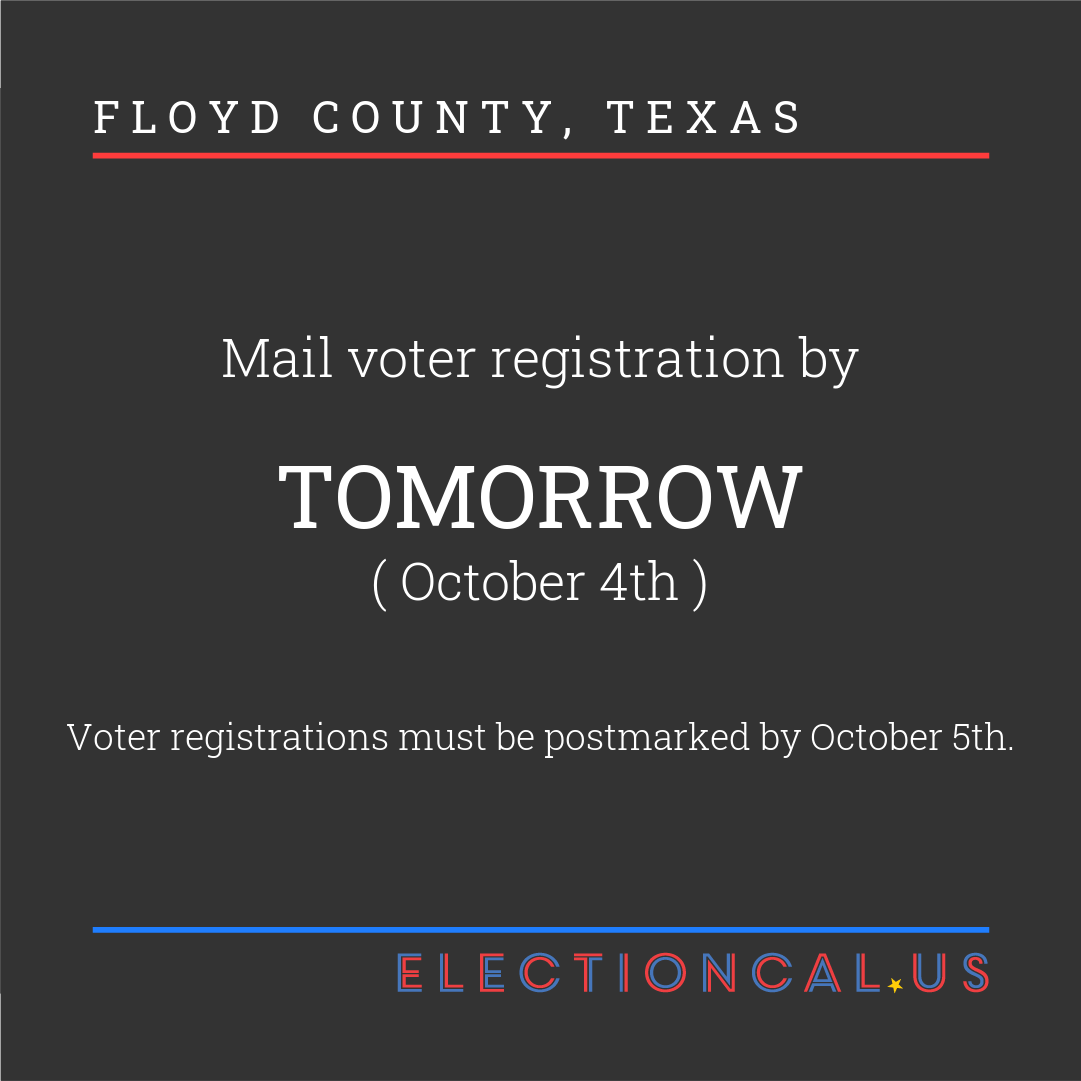 FLOYD COUNTY, TEXAS
Mail voter registration by
TOMORROW
( October 4th )
Voter registrations must be postmarked by October 5th.
ELECTIONCAL.US